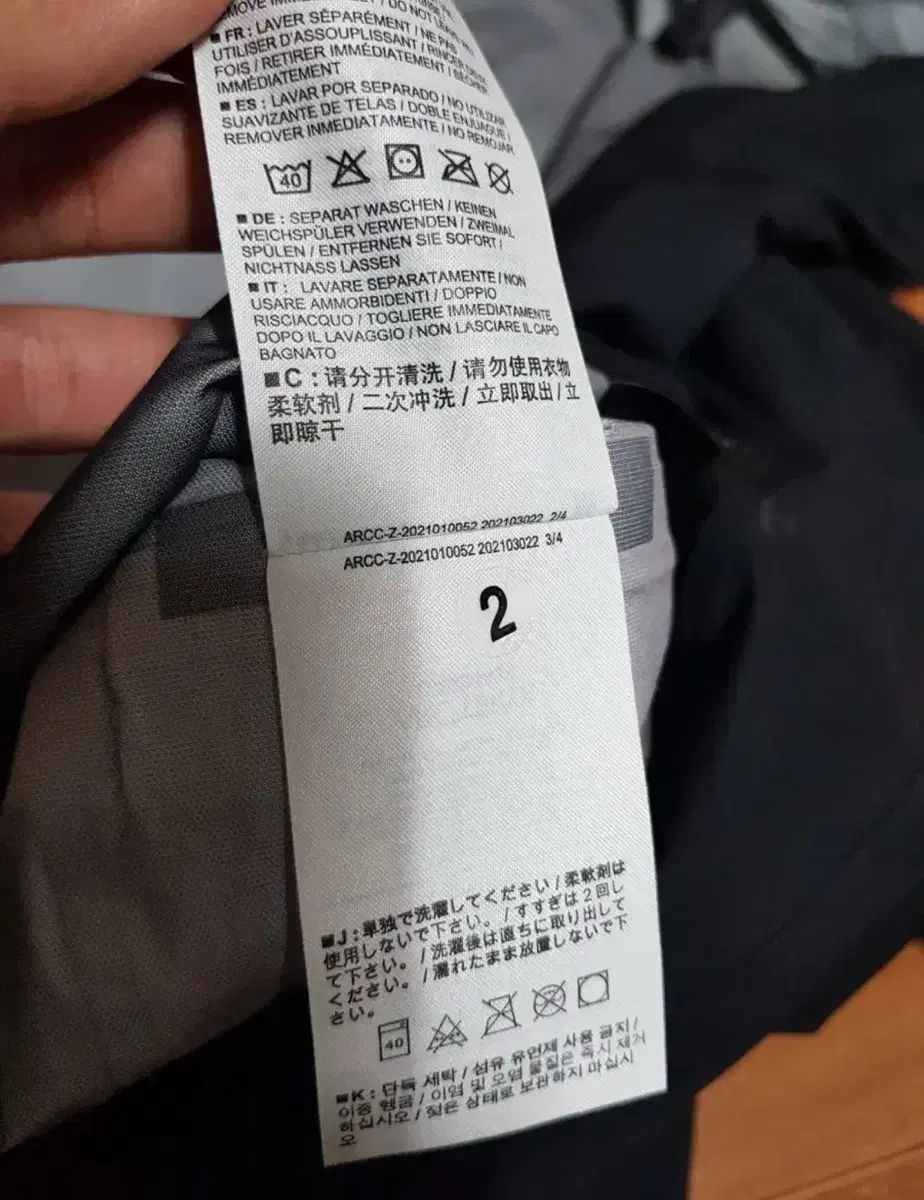 REMOVE IMM
/ DO NOT
■ FR : LAVER SÉPARÉMENT / NE PAS
UTILISER D'ASSOUPLISSANT / RINCER DEUX
FOIS / RETIRER IMMÉDIATEMENT / SÉCHER
IMMÉDIATEMENT
■ ES : LAVAR POR SEPARADO / NO UTILIZAR
SUAVIZANTE DE TELAS / DOBLE ENJUAGUE /
REMOVER INMEDIATAMENTE / NO REMOJAR
40
■ DE : SEPARAT WASCHEN / KEINEN
WEICHSPÜLER VERWENDEN / ZWEIMAL
SPÜLEN / ENTFERNEN SIE SOFORT /
NICHTNASS LASSEN
■ IT : LAVARE SEPARATAMENTE / NON
USARE AMMORBIDENTI / DOPPIO
RISCIACQUO / TOGLIERE IMMEDIATAMENTE
DOPO IL LAVAGGIO / NON LASCIARE IL CAPO
BAGNATO
■ C : 请分开清洗 / 请勿使用衣物
柔软剂 / 二次冲洗 / 立即取出 / 立
即晾干
ARCC-Z-2021010052 202103022 2/4
ARCC-Z-2021010052 202103022 3/4
2
■ J : 単独で洗濯してください / 柔軟剤は
使用しないで下さい。 / すすぎは2回し
て下さい。 / 洗濯後は直ちに取り出して
ください。 / 濡れたまま放置しないで下
さい。
40
■ K : 단독 세탁 / 섬유 유연제 사용 금지 /
이중 헹굼 / 이염 및 오염 물질은 즉시 제거
하십시오 / 젖은 상태로 보관하지 마십시
오